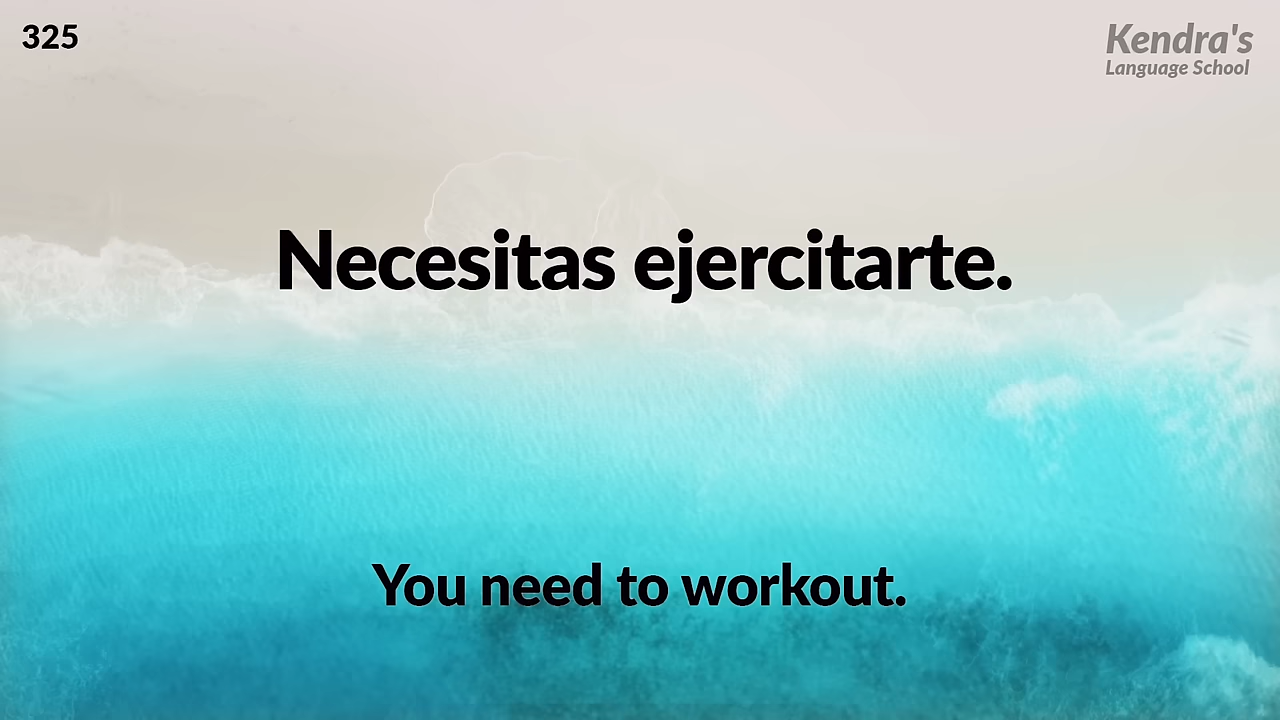 325
Kendra's
Language School
Necesitas ejercitarte.
You need to workout.